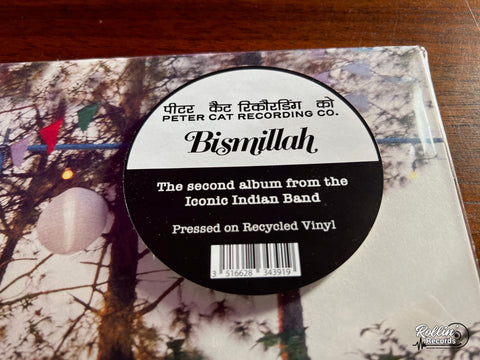 पीटर कैट रिकौरडिंग को
PETER CAT RECORDING CO.
Bismillah
The second album from the
Iconic Indian Band
Pressed on Recycled Vinyl
3 516628 343919
Rollin'
Records